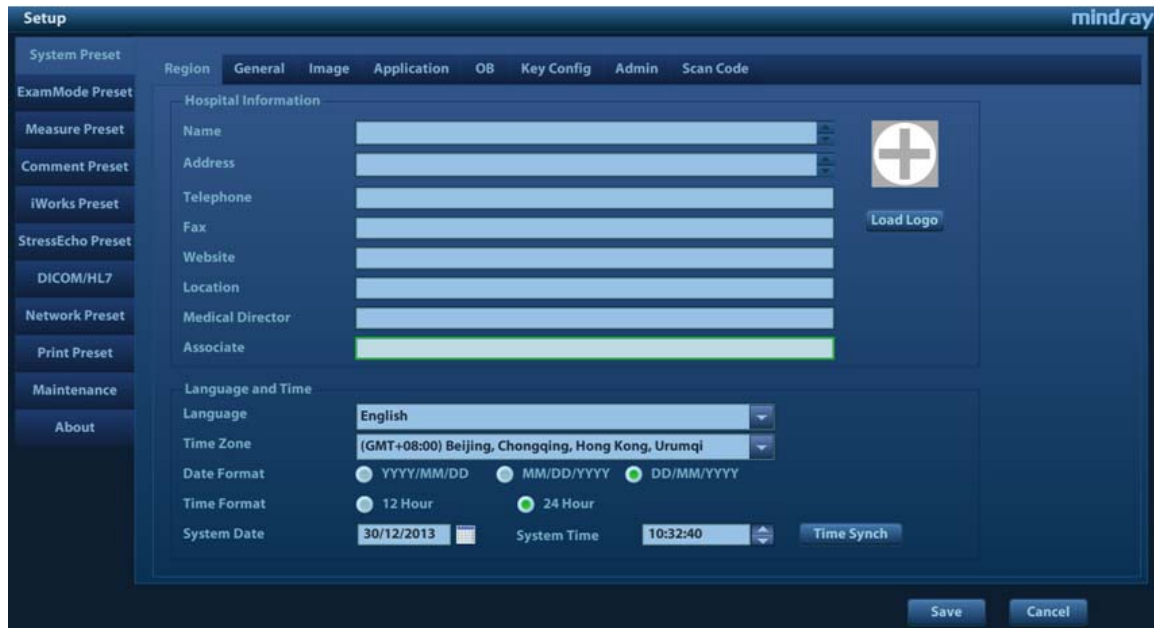 Setup
mindray
System Preset
ExamMode Preset
Measure Preset
Comment Preset
iWorks Preset
StressEcho Preset
DICOM/HL7
Network Preset
Print Preset
Maintenance
About
Region General Image Application OB Key Config Admin Scan Code
Hospital Information
Name
Address
Telephone
Fax
Website
Location
Medical Director
Associate
Load Logo
Language and Time
Language English
Time Zone (GMT+08:00) Beijing, Chongqing, Hong Kong, Urumqi
Date Format YYYY/MM/DD MM/DD/YYYY DD/MM/YYYY
Time Format 12 Hour 24 Hour
System Date 30/12/2013 System Time 10:32:40 Time Synch
Save Cancel